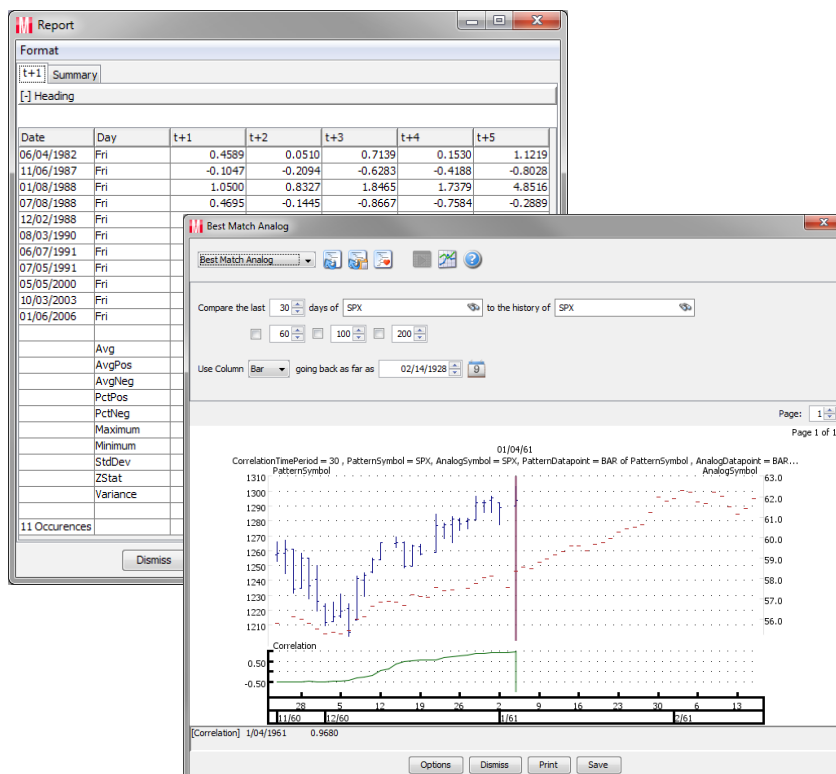 Report
Format
t+1 Summary
[-] Heading
Date Day t+1 t+2 t+3 t+4 t+5
06/04/1982 Fri 0.4589 0.0510 0.7139 0.1530 1.1219
11/06/1987 Fri -0.1047 -0.2094 -0.6283 -0.4188 -0.8028
01/08/1988 Fri 1.0500 0.8327 1.8465 1.7379 4.8516
07/08/1988 Fri 0.4695 -0.1445 -0.8667 -0.7584 -0.2889
12/02/1988 Fri
08/03/1990 Fri
06/07/1991 Fri
07/05/1991 Fri
05/05/2000 Fri
10/03/2003 Fri
01/06/2006 Fri
Avg
AvgPos
AvgNeg
PctPos
PctNeg
Maximum
Minimum
StdDev
ZStat
Variance
11 Occurences
Dismiss
Best Match Analog
Best Match Analog
Compare the last 30 days of SPX to the history of SPX
60 100 200
Use Column Bar going back as far as 02/14/1928 9
Page: 1
Page 1 of 1
01/04/61
CorrelationTimePeriod = 30 , PatternSymbol = SPX, AnalogSymbol = SPX, PatternDatapoint = BAR of PatternSymbol , AnalogDatapoint = BAR...
PatternSymbol AnalogSymbol
1310 63.0
1300 62.0
1290
1280 61.0
1270
1260 60.0
1250 59.0
1240 58.0
1230
1220 57.0
1210 56.0
Correlation
0.50
-0.50
28 5 12 19 26 2 9 16 23 30 6 13
11/60 12/60 1/61 2/61
[Correlation] 1/04/1961 0.9680
Options Dismiss Print Save